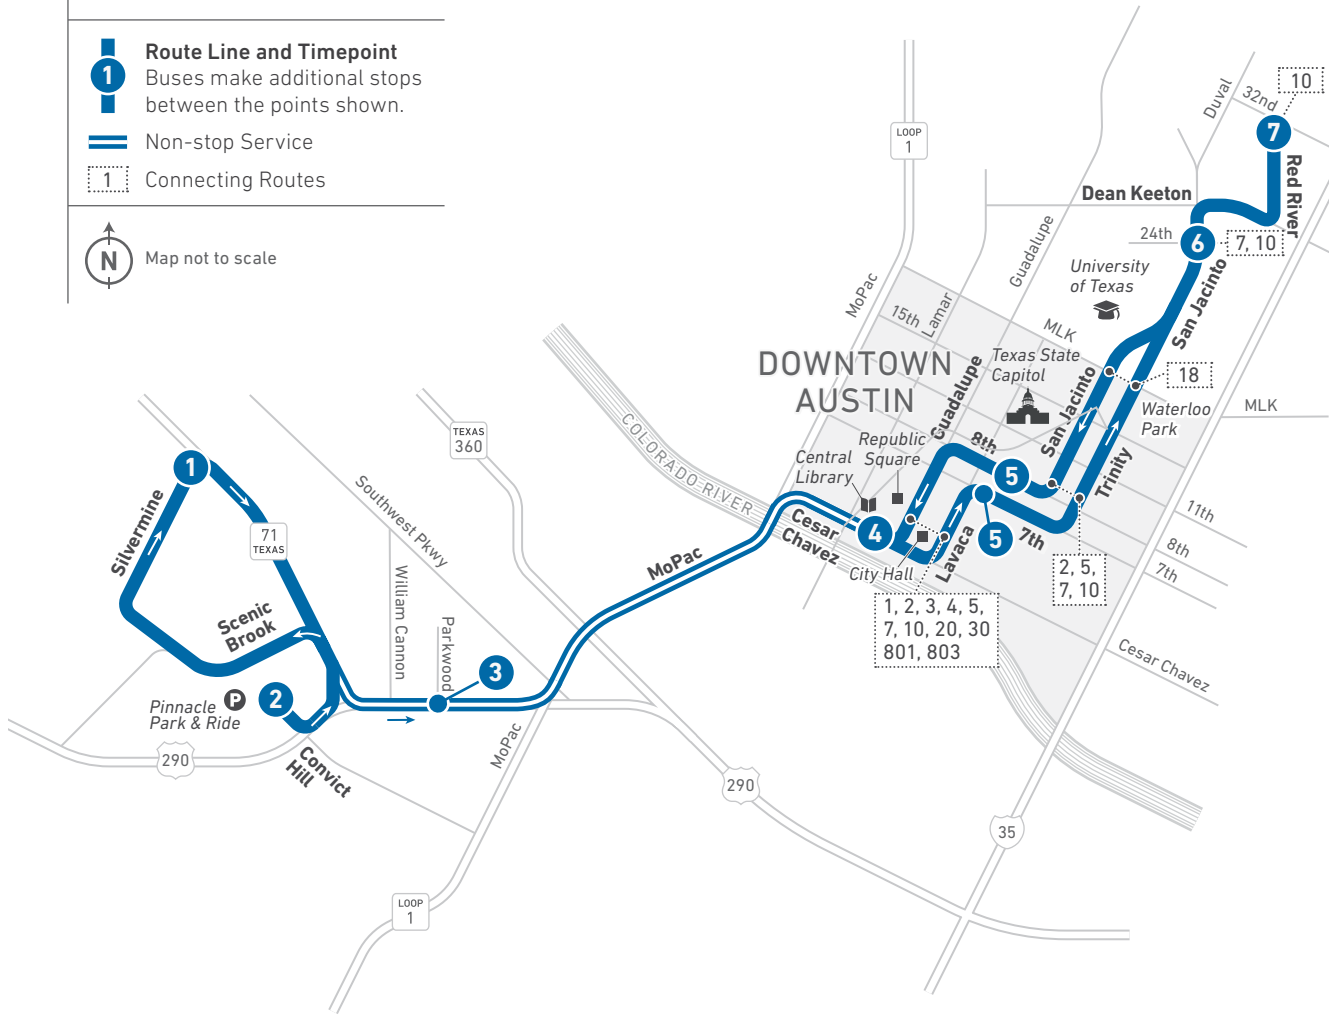 Route Line and Timepoint
1
Buses make additional stops
between the points shown.
Non-stop Service
1
Connecting Routes
N
Map not to scale
10
32nd
Duval
7
LOOP
1
Red River
Dean Keeton
24th
6
7, 10
Guadalupe
University
of Texas
San Jacinto
MoPac
Lamar
15th
MLK
DOWNTOWN
AUSTIN
Guadalupe
Texas State
Capitol
San Jacinto
18
Waterloo
Park
MLK
TEXAS
360
COLORADO RIVER
Republic
Square
8th
Central
Library
Trinity
1
5
Southwest Pkwy
Silvermine
71
TEXAS
Cesar
Chavez
4
5
7th
11th
8th
7th
MoPac
City Hall
Lavaca
2, 5,
7, 10
William Cannon
1, 2, 3, 4, 5,
7, 10, 20, 30
801, 803
Scenic
Brook
Parkwood
3
Cesar Chavez
Pinnacle
Park & Ride
P
2
290
Convict
Hill
MoPac
290
35
LOOP
1